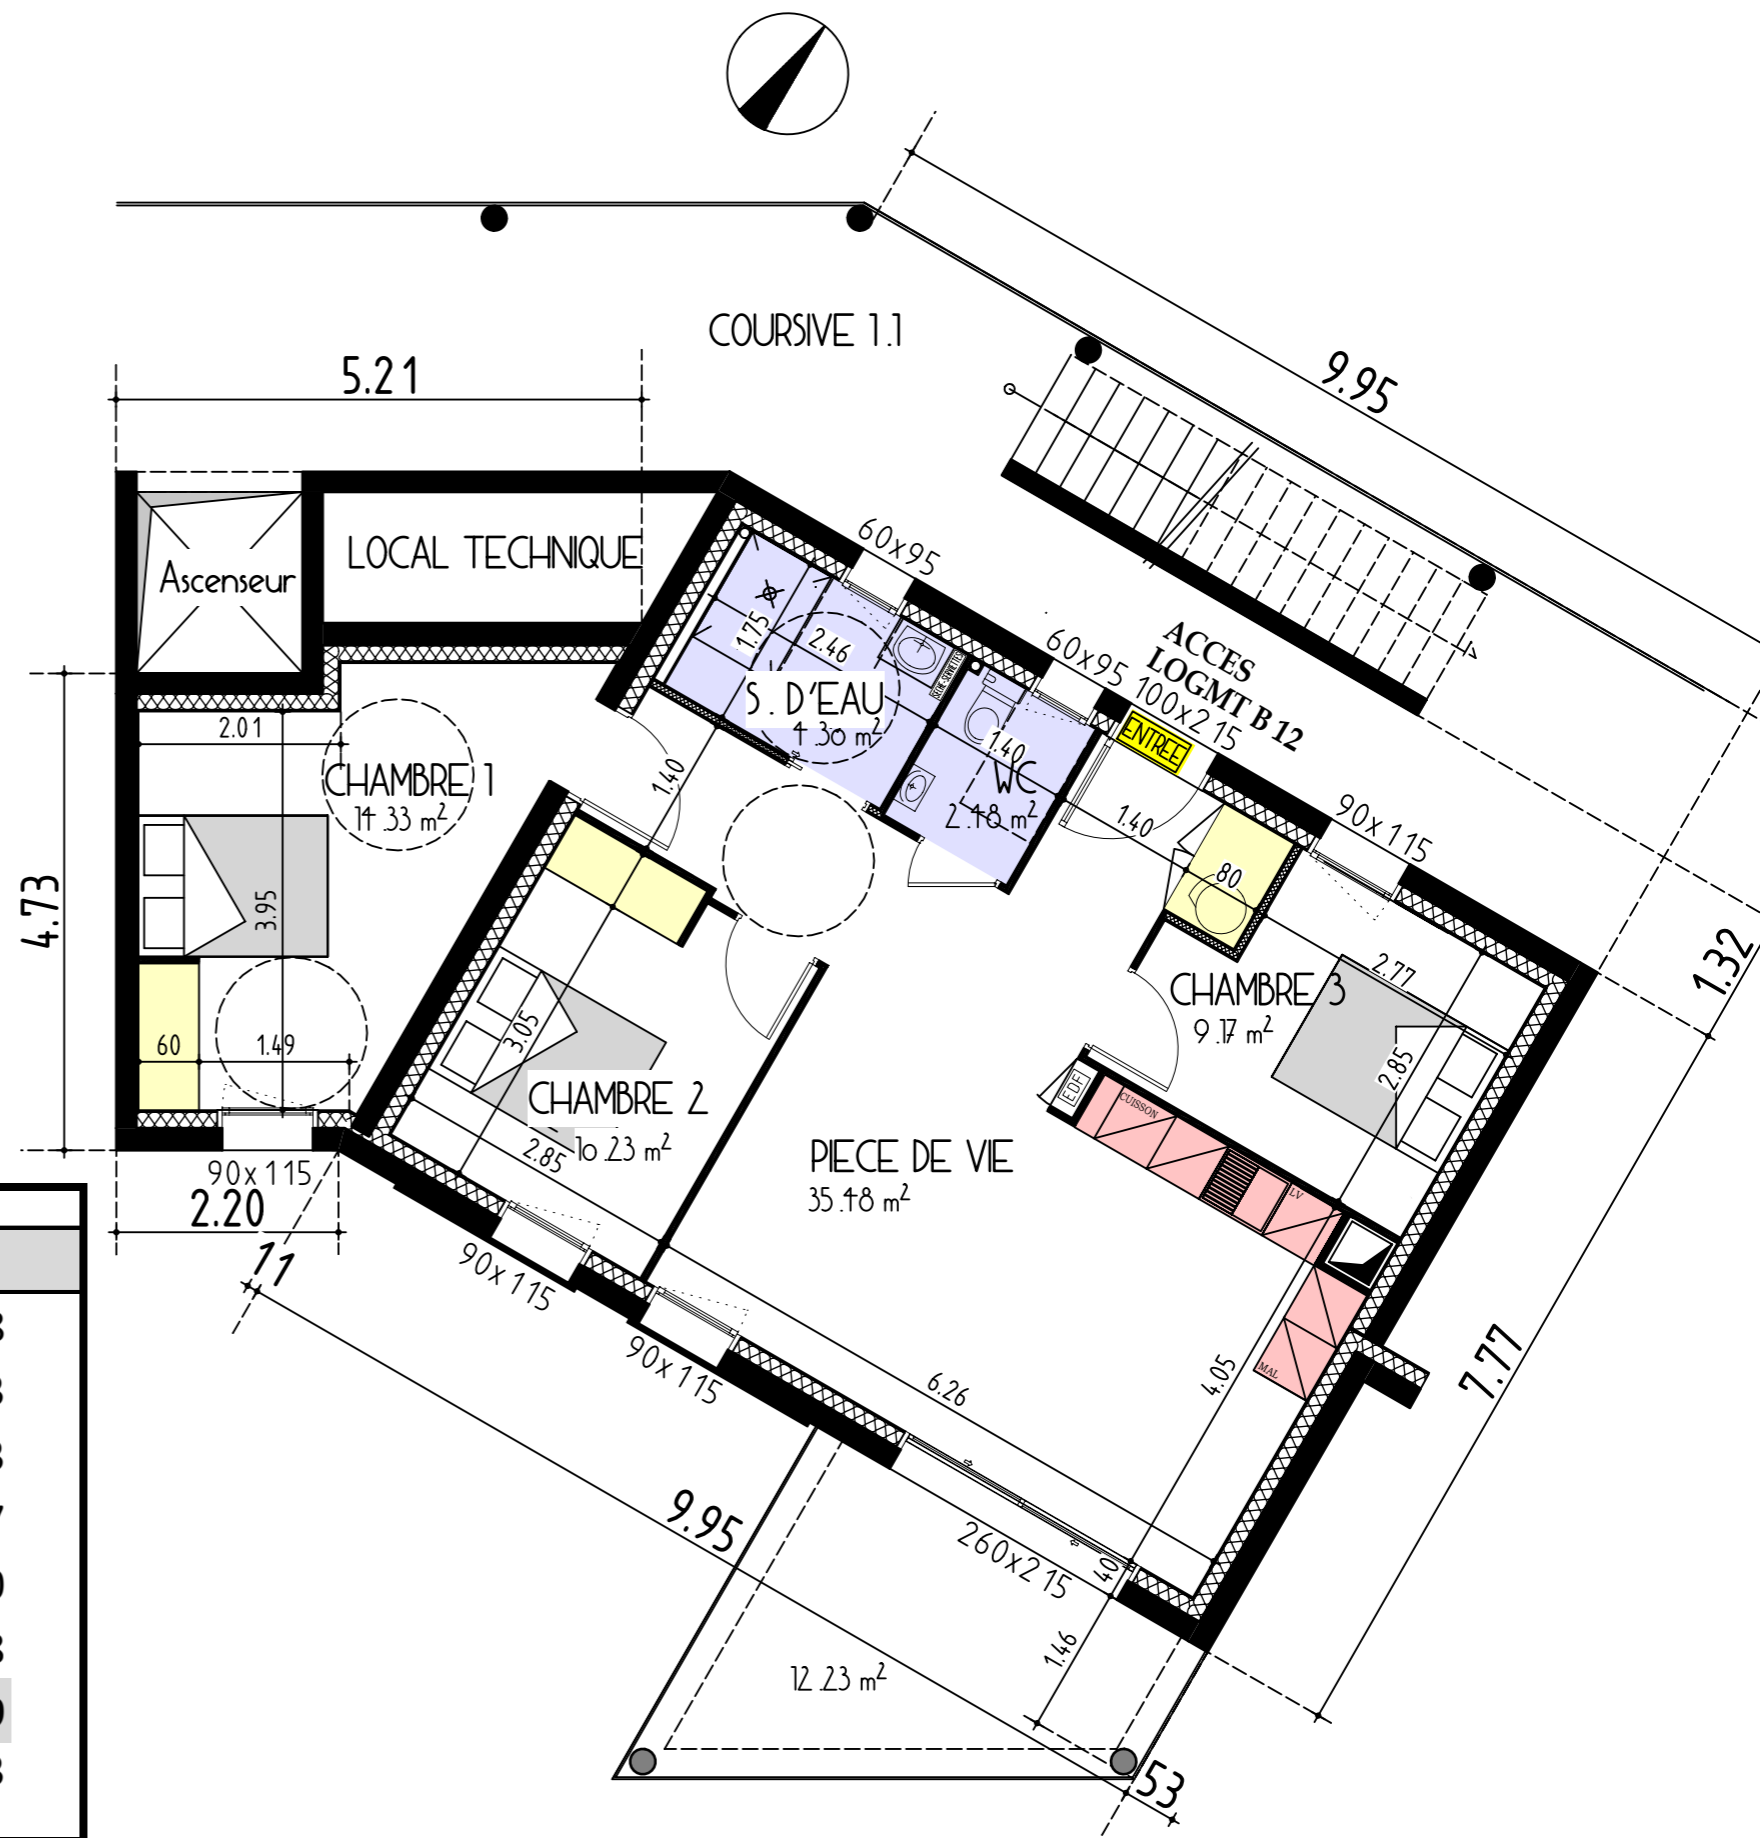 COURSIVE 1.1
9.95
5.21
LOCAL TECHNIQUE
Ascenseur
60x95
60x95
ACCES
LOGMT B 12
100x2 15
ENTREE
1.75
2.46
SECHE-SERVIETTES
S. D'EAU
4.30 m²
1.40
WC
2.48 m²
1.40
80
90x 115
2.01
CHAMBRE 1
14.33 m²
1.40
4.73
3.95
60
1.49
90x 115
2.20
11
3.05
CHAMBRE 2
10.23 m²
2.85
90x 115
90x 115
CHAMBRE 3
9.17 m²
2.77
2.85
1.32
EDF
CUISSON
LV
MAL
PIECE DE VIE
35.48 m²
6.26
4.05
7.77
9.95
260x2 15
40
1.46
12.23 m²
53